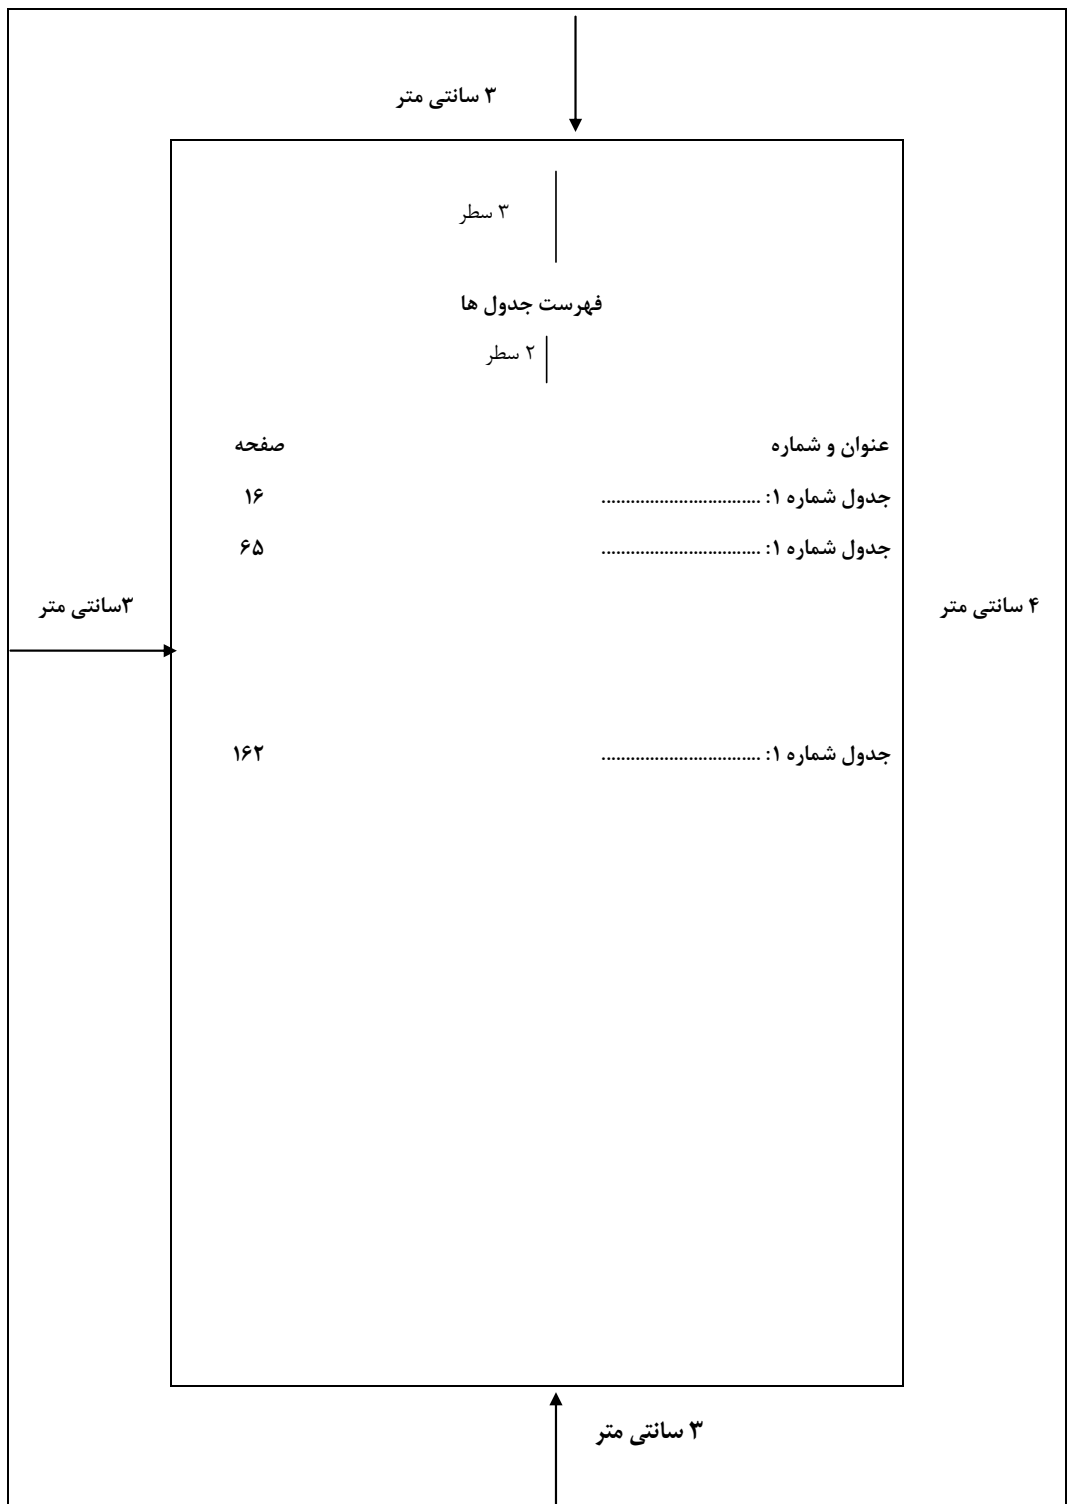 ۳ سانتی متر
۳ سطر
فهرست جدول ها
۲ سطر
عنوان و شماره صفحه
جدول شماره ۱: ................................. ۱۶
جدول شماره ۱: ................................. ۶۵
۴ سانتی متر
۳سانتی متر
جدول شماره ۱: ................................. ۱۶۲
۳ سانتی متر